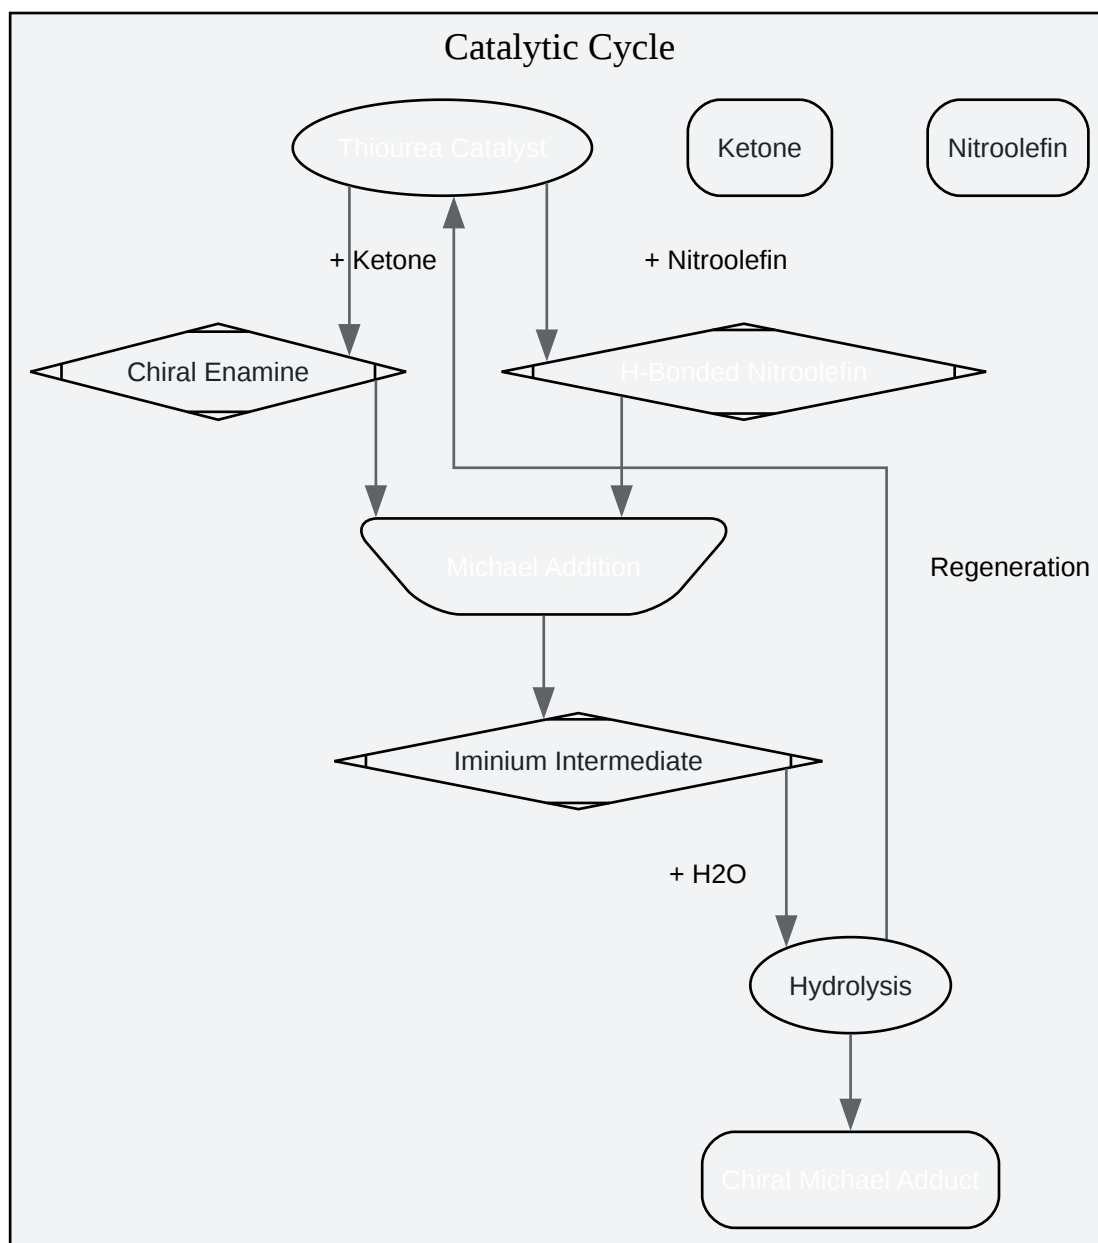 Catalytic Cycle
Thiourea Catalyst
Ketone
Nitroolefin
+ Ketone
+ Nitroolefin
Chiral Enamine
H-Bonded Nitroolefin
Michael Addition
Regeneration
Iminium Intermediate
+ H2O
Hydrolysis
Chiral Michael Adduct